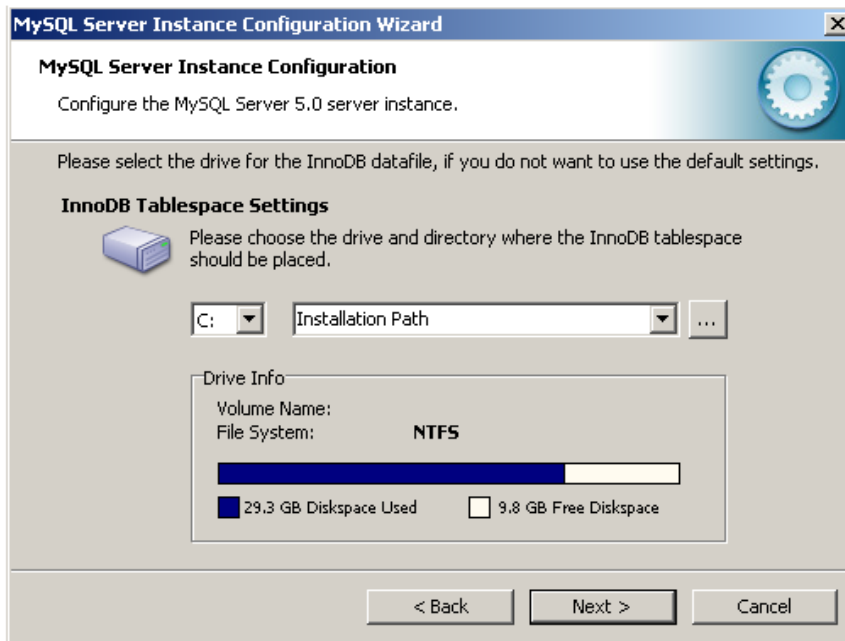 MySQL Server Instance Configuration Wizard
MySQL Server Instance Configuration
Configure the MySQL Server 5.0 server instance.
Please select the drive for the InnoDB datafile, if you do not want to use the default settings.
InnoDB Tablespace Settings
Please choose the drive and directory where the InnoDB tablespace
should be placed.
C: Installation Path ...
Drive Info
Volume Name:
File System: NTFS
29.3 GB Diskspace Used 9.8 GB Free Diskspace
< Back Next > Cancel